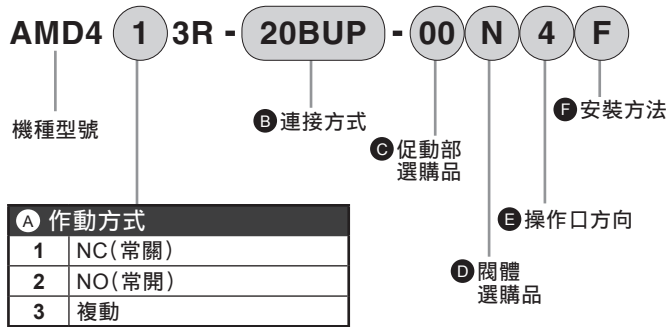 AMD4 1 3R - 20BUP - 00 N 4 F
機種型號
B 連接方式
F 安裝方法
C 促動部
選購品
E 操作口方向
D 閥體
選購品
A 作動方式
1 NC(常關)
2 NO(常開)
3 複動